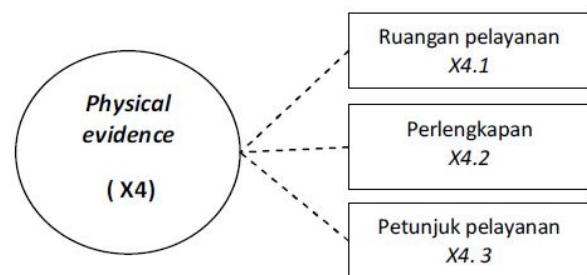 Physical
evidence
( X4)
Ruangan pelayanan
X4.1
Perlengkapan
X4.2
Petunjuk pelayanan
X4. 3